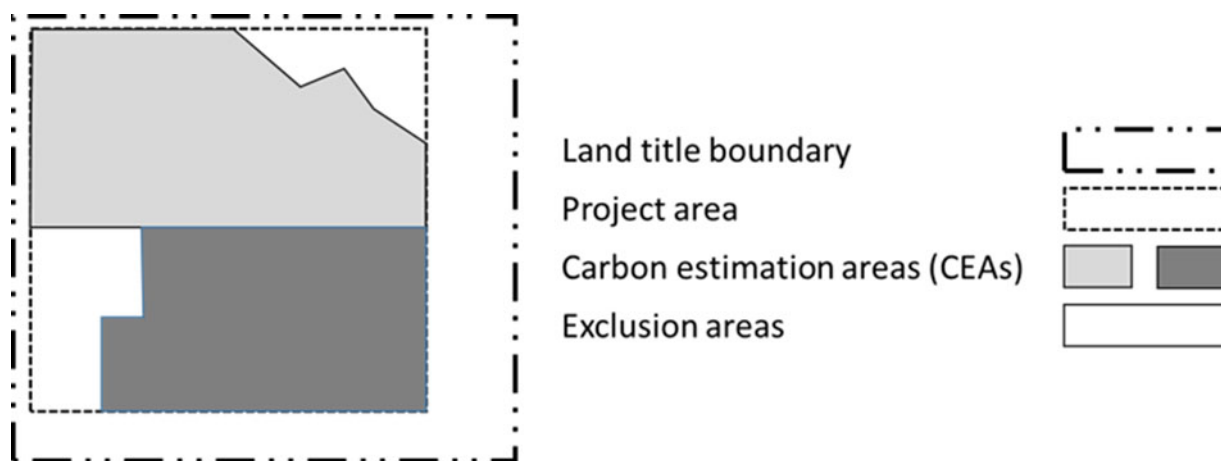 Land title boundary
Project area
Carbon estimation areas (CEAs)
Exclusion areas